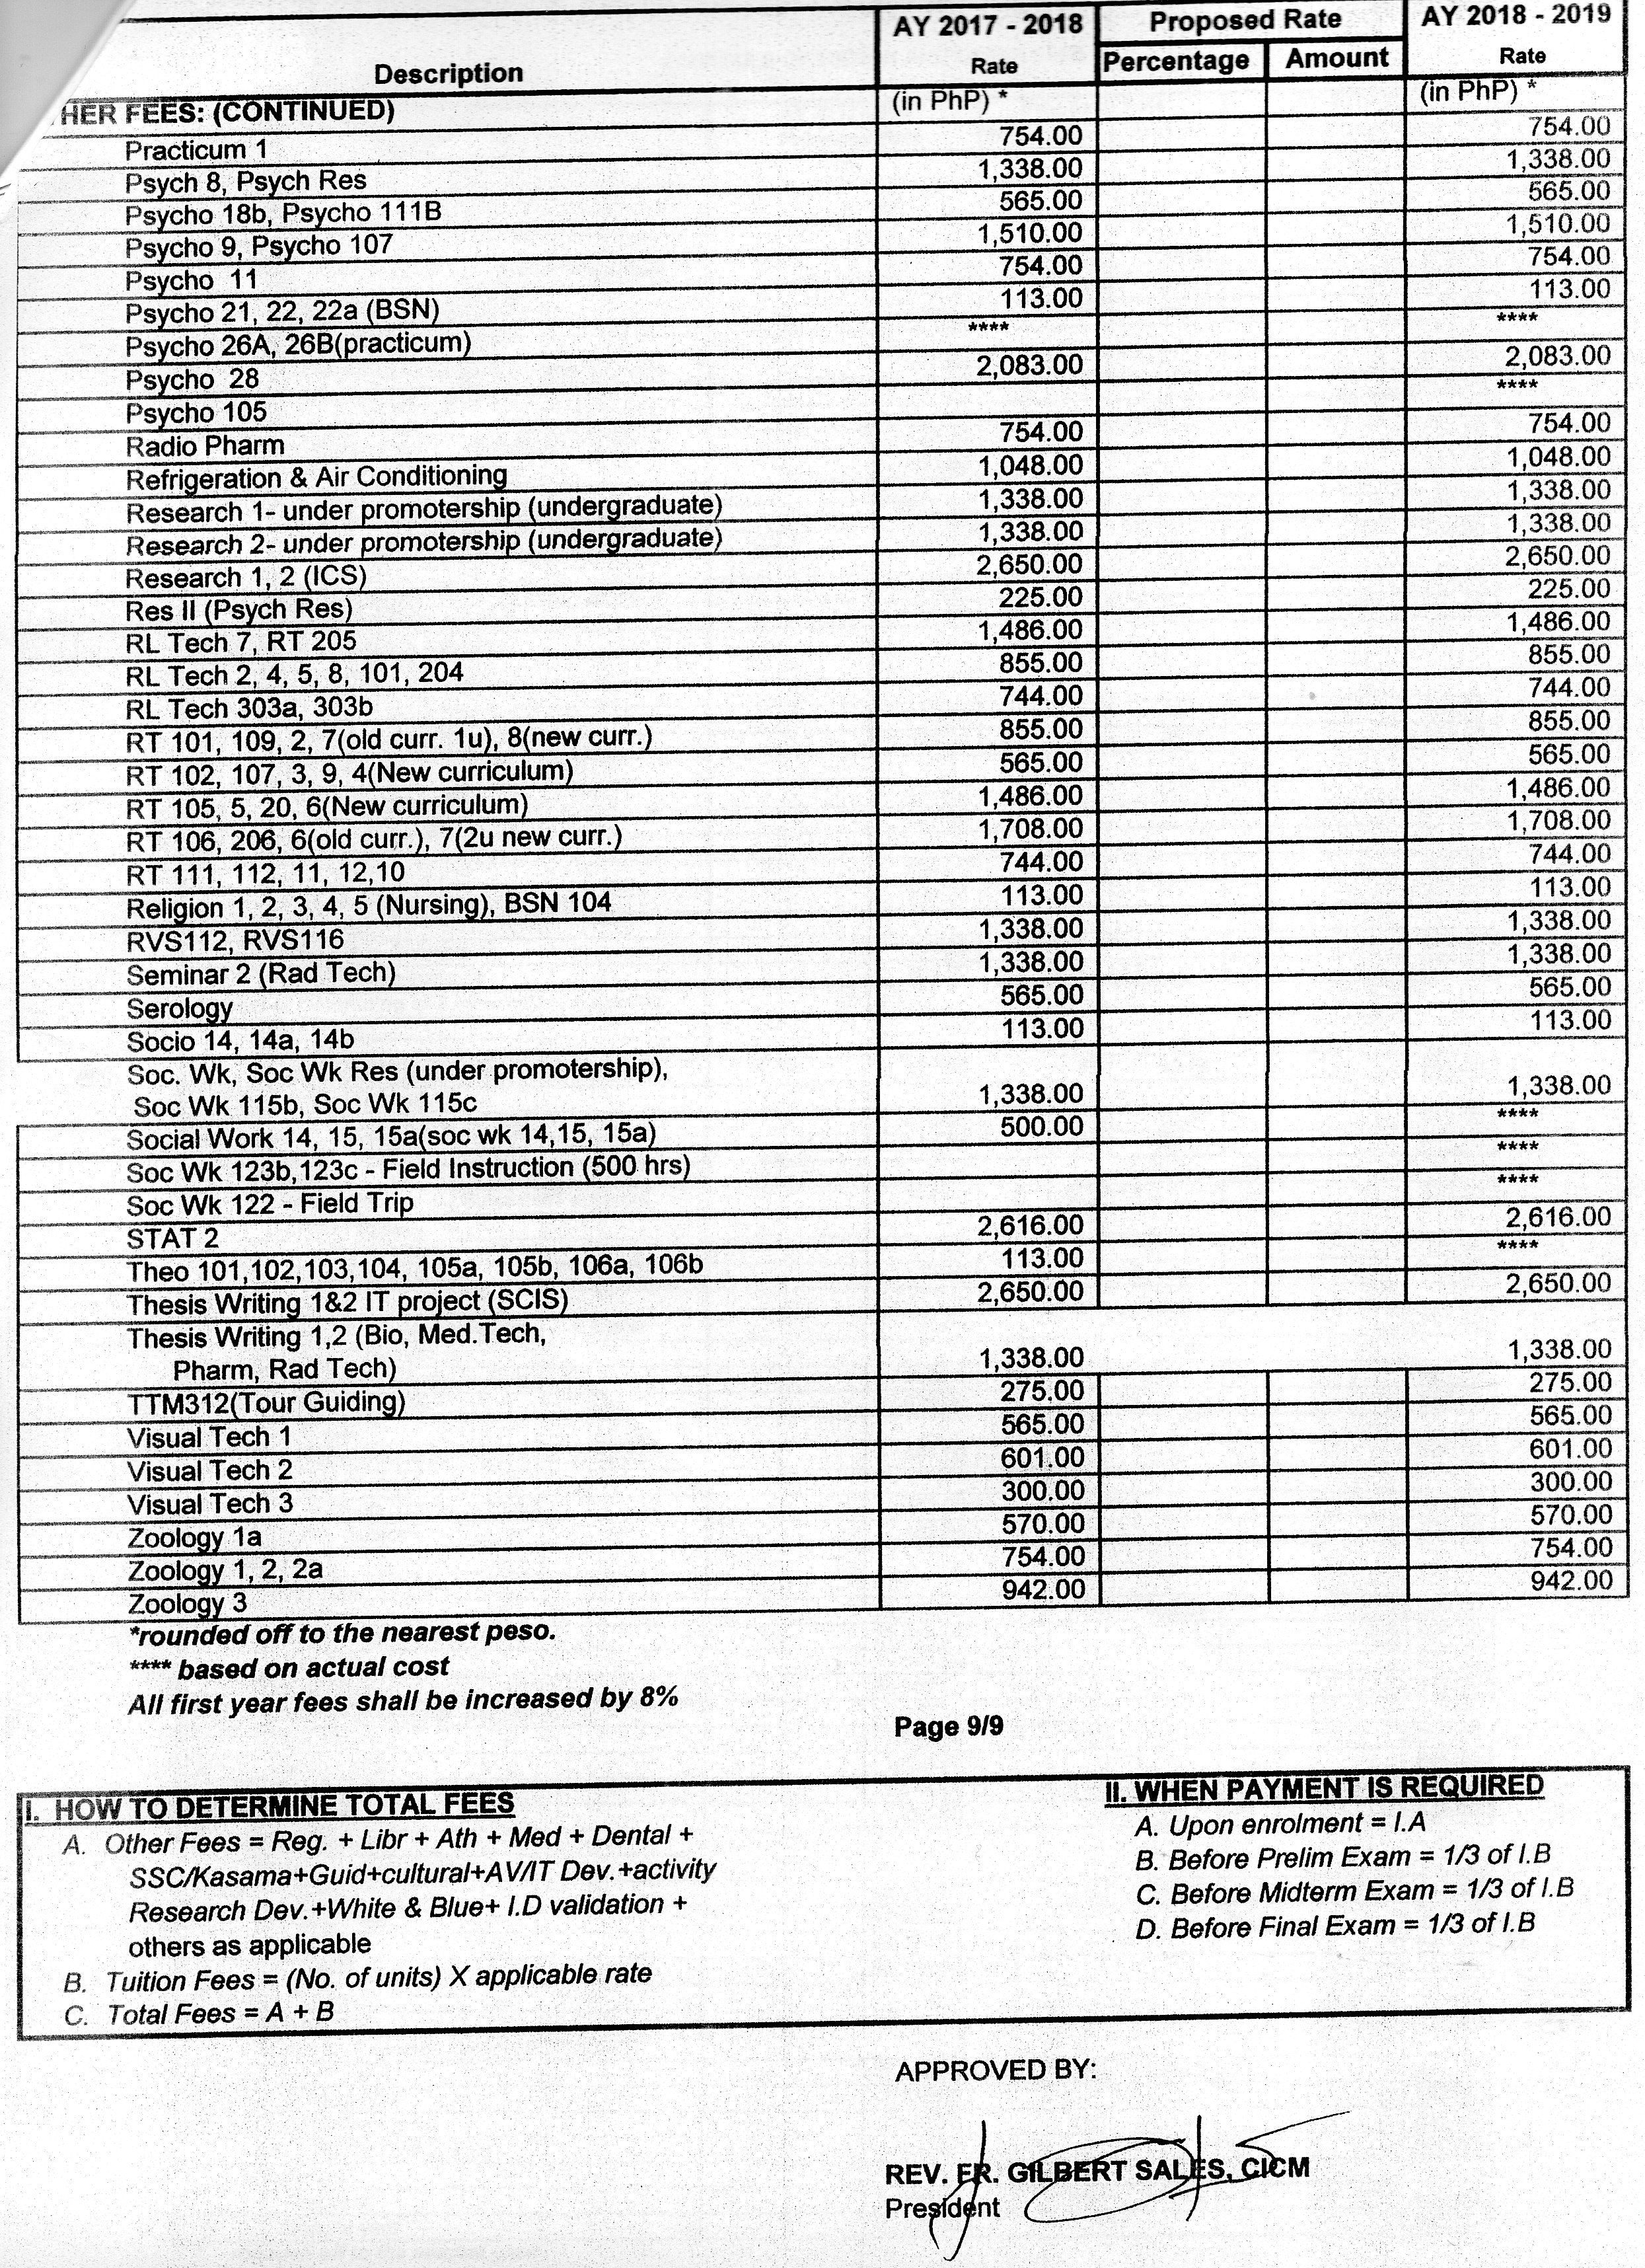 AY 2017 - 2018 Proposed Rate AY 2018 - 2019
Description Rate Percentage Amount Rate
HER FEES: (CONTINUED) (in PhP) * (in PhP) *
Practicum 1 754.00 754.00
Psych 8, Psych Res 1,338.00 1,338.00
Psycho 18b, Psycho 111B 565.00 565.00
Psycho 9, Psycho 107 1,510.00 1,510.00
Psycho 11 754.00 754.00
Psycho 21, 22, 22a (BSN) 113.00 113.00
Psycho 26A, 26B(practicum) **** ****
Psycho 28 2,083.00 2,083.00
Psycho 105 ****
Radio Pharm 754.00 754.00
Refrigeration & Air Conditioning 1,048.00 1,048.00
Research 1- under promotership (undergraduate) 1,338.00 1,338.00
Research 2- under promotership (undergraduate) 1,338.00 1,338.00
Research 1, 2 (ICS) 2,650.00 2,650.00
Res II (Psych Res) 225.00 225.00
RL Tech 7, RT 205 1,486.00 1,486.00
RL Tech 2, 4, 5, 8, 101, 204 855.00 855.00
RL Tech 303a, 303b 744.00 744.00
RT 101, 109, 2, 7(old curr. 1u), 8(new curr.) 855.00 855.00
RT 102, 107, 3, 9, 4(New curriculum) 565.00 565.00
RT 105, 5, 20, 6(New curriculum) 1,486.00 1,486.00
RT 106, 206, 6(old curr.), 7(2u new curr.) 1,708.00 1,708.00
RT 111, 112, 11, 12,10 744.00 744.00
Religion 1, 2, 3, 4, 5 (Nursing), BSN 104 113.00 113.00
RVS112, RVS116 1,338.00 1,338.00
Seminar 2 (Rad Tech) 1,338.00 1,338.00
Serology 565.00 565.00
Socio 14, 14a, 14b 113.00 113.00
Soc. Wk, Soc Wk Res (under promotership),
Soc Wk 115b, Soc Wk 115c 1,338.00 1,338.00
Social Work 14, 15, 15a(soc wk 14,15, 15a) 500.00 ****
Soc Wk 123b,123c - Field Instruction (500 hrs) ****
Soc Wk 122 - Field Trip ****
STAT 2 2,616.00 2,616.00
Theo 101,102,103,104, 105a, 105b, 106a, 106b 113.00 ****
Thesis Writing 1&2 IT project (SCIS) 2,650.00 2,650.00
Thesis Writing 1,2 (Bio, Med.Tech,
Pharm, Rad Tech) 1,338.00 1,338.00
TTM312(Tour Guiding) 275.00 275.00
Visual Tech 1 565.00 565.00
Visual Tech 2 601.00 601.00
Visual Tech 3 300.00 300.00
Zoology 1a 570.00 570.00
Zoology 1, 2, 2a 754.00 754.00
Zoology 3 942.00 942.00
*rounded off to the nearest peso.
**** based on actual cost
All first year fees shall be increased by 8%
Page 9/9
I. HOW TO DETERMINE TOTAL FEES
A. Other Fees = Reg. + Libr + Ath + Med + Dental +
SSC/Kasama+Guid+cultural+AV/IT Dev.+activity
Research Dev.+White & Blue+ I.D validation +
others as applicable
B. Tuition Fees = (No. of units) X applicable rate
C. Total Fees = A + B
II. WHEN PAYMENT IS REQUIRED
A. Upon enrolment = I.A
B. Before Prelim Exam = 1/3 of I.B
C. Before Midterm Exam = 1/3 of I.B
D. Before Final Exam = 1/3 of I.B
APPROVED BY:
REV. FR. GILBERT SALES, CICM
President